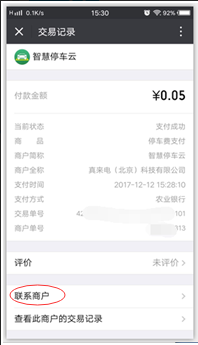 15:30
92%
交易记录
智慧停车云
付款金额 ¥0.05
当前状态 支付成功
商品 停车费支付
商户简称 智慧停车云
商户全称 真来电（北京）科技有限公司
支付时间 2017-12-12 15:28:10
支付方式 农业银行
交易单号 42 101
商户单号 313
评价 未评价 >
联系商户 >
查看此商户的交易记录 >